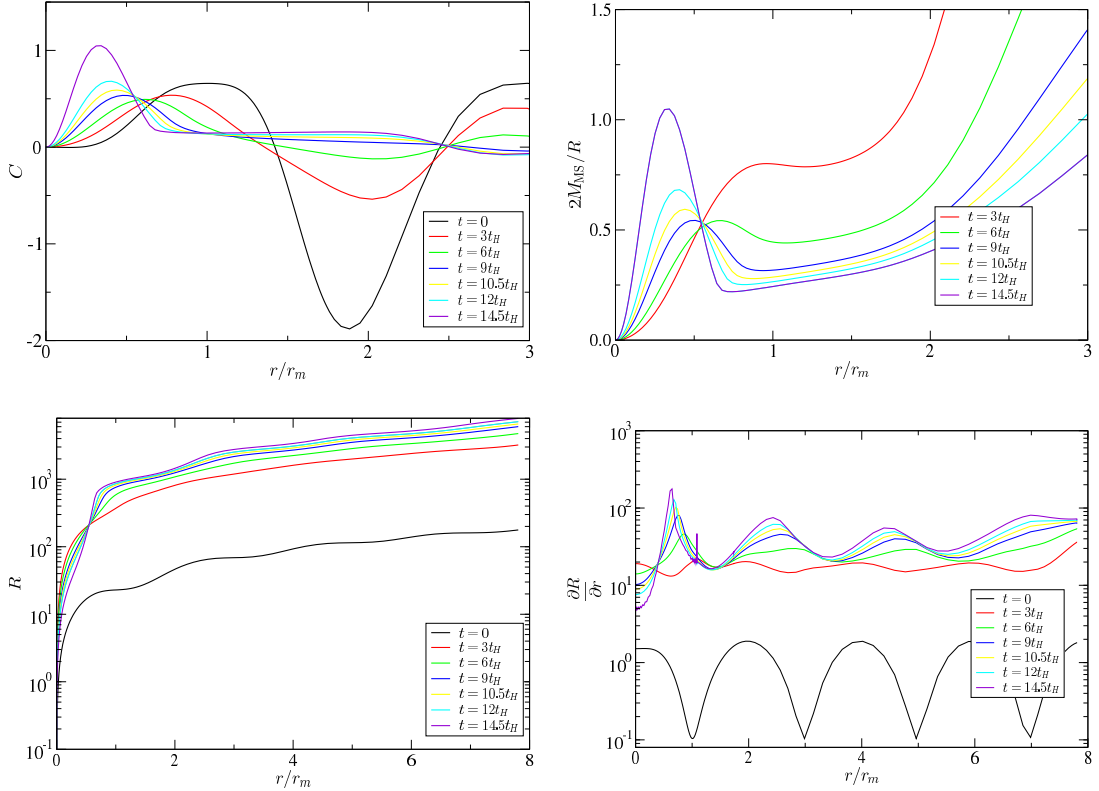 1
0
-1
-2
C
0
1
2
3
r/r_m
t = 0
t = 3t_H
t = 6t_H
t = 9t_H
t = 10.5t_H
t = 12t_H
t = 14.5t_H
1.5
1.0
0.5
0.0
2M_MS/R
0
1
2
3
r/r_m
t = 3t_H
t = 6t_H
t = 9t_H
t = 10.5t_H
t = 12t_H
t = 14.5t_H
10^3
10^2
10^1
10^0
10^-1
R
0
2
4
6
8
r/r_m
t = 0
t = 3t_H
t = 6t_H
t = 9t_H
t = 10.5t_H
t = 12t_H
t = 14.5t_H
10^3
10^2
10^1
10^0
10^-1
∂R/∂r
0
2
4
6
8
r/r_m
t = 0
t = 3t_H
t = 6t_H
t = 9t_H
t = 10.5t_H
t = 12t_H
t = 14.5t_H